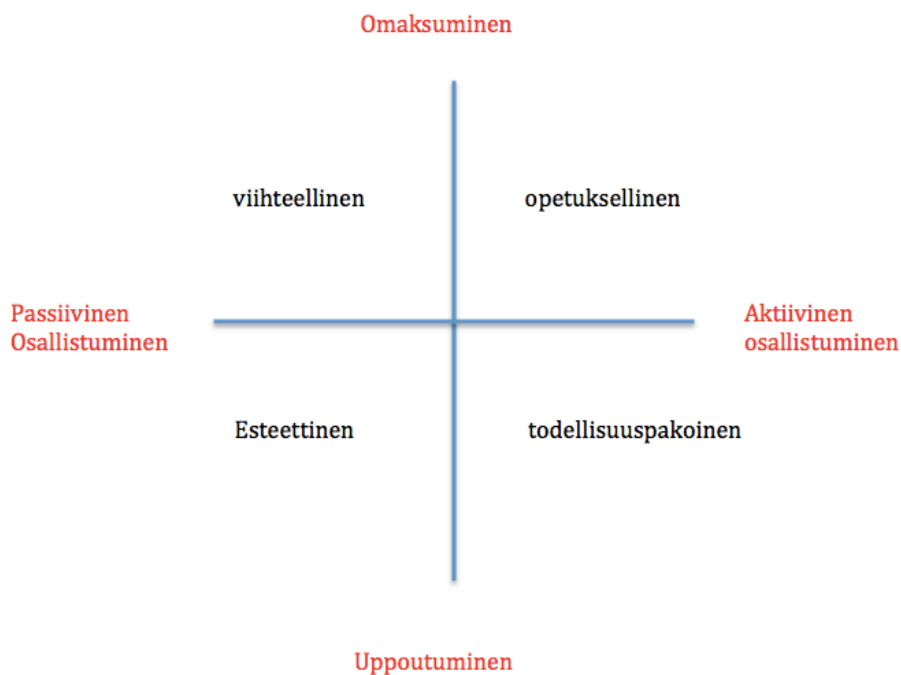 Omaksuminen
viihteellinen
opetuksellinen
Passiivinen
Osallistuminen
Aktiivinen
osallistuminen
Esteettinen
todellisuuspakoinen
Uppoutuminen